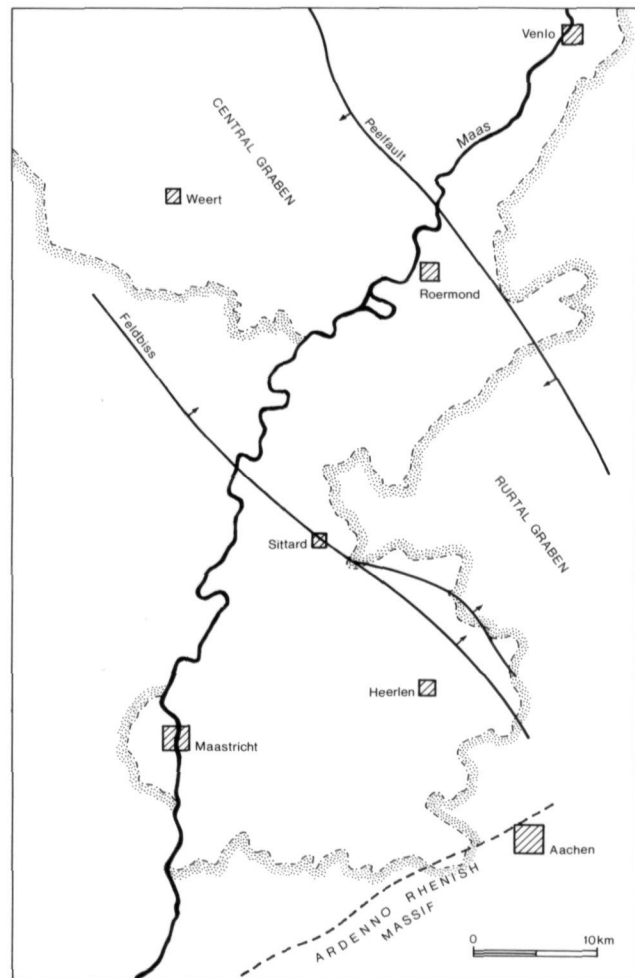 Venlo
Maas
Peelfault
CENTRAL GRABEN
Weert
Roermond
Feldbiss
RURTAL GRABEN
Sittard
Heerlen
Maastricht
Aachen
ARDENNO RHENISH
MASSIF
0 10km